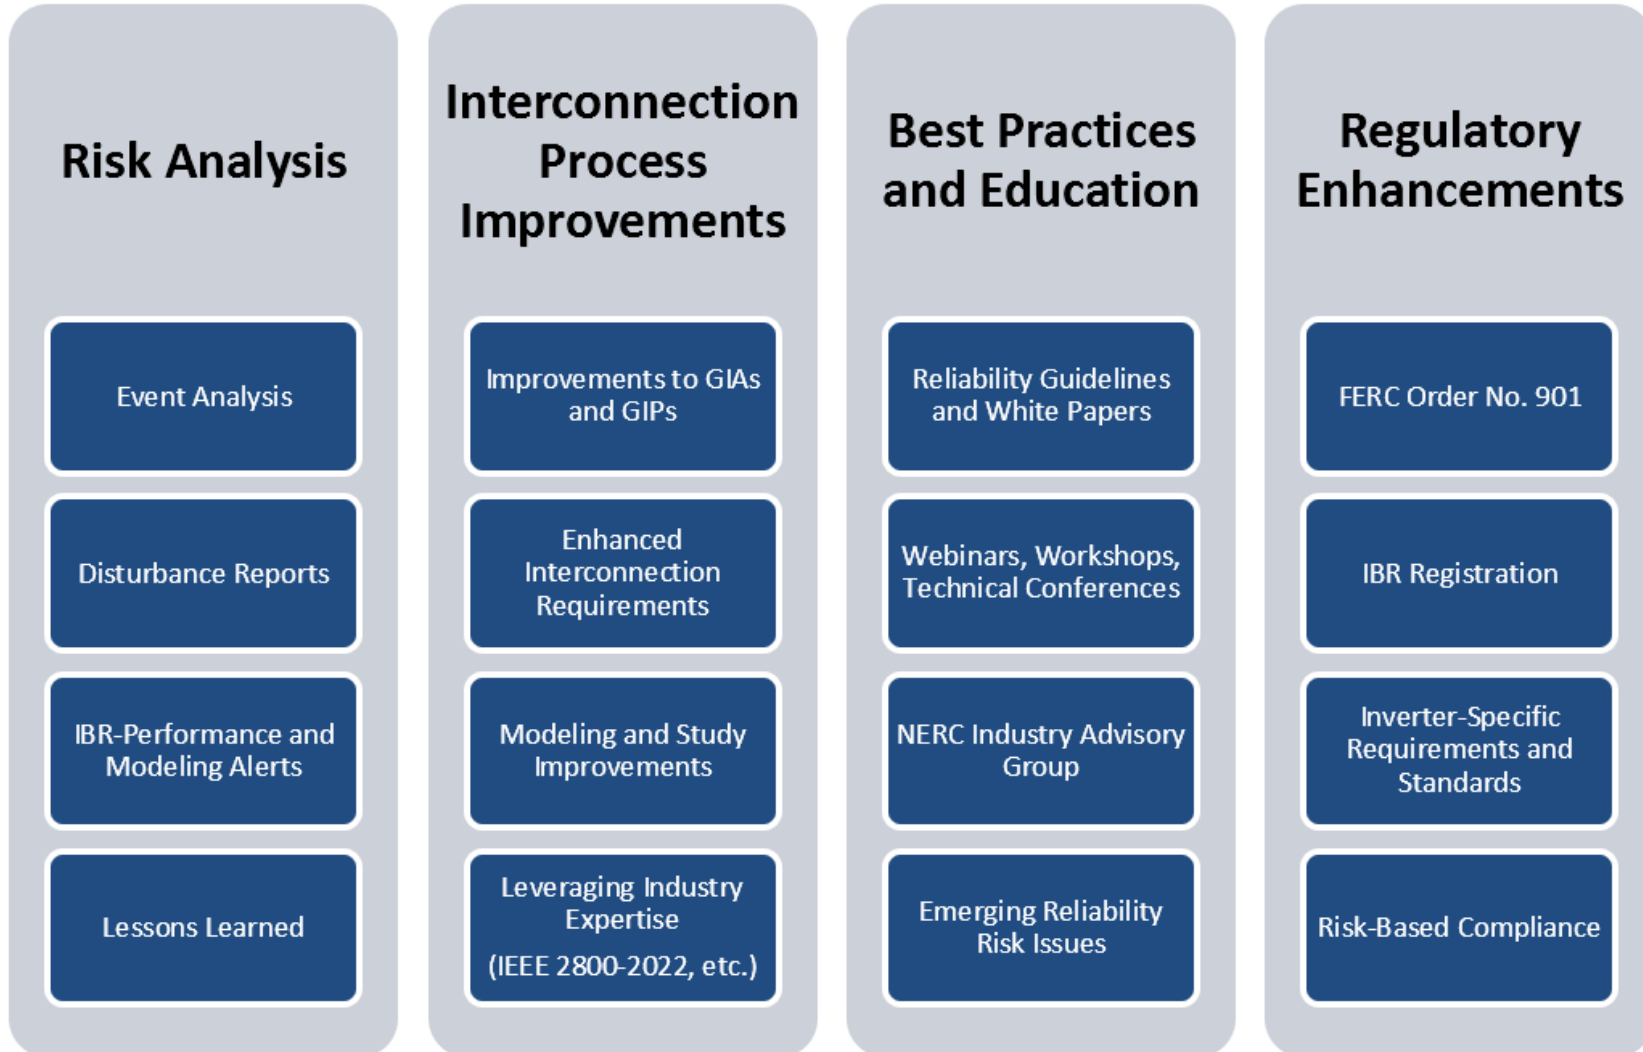 Risk Analysis
Event Analysis
Disturbance Reports
IBR-Performance and
Modeling Alerts
Lessons Learned
Interconnection
Process
Improvements
Improvements to GIAs
and GIPs
Enhanced
Interconnection
Requirements
Modeling and Study
Improvements
Leveraging Industry
Expertise
(IEEE 2800-2022, etc.)
Best Practices
and Education
Reliability Guidelines
and White Papers
Webinars, Workshops,
Technical Conferences
NERC Industry Advisory
Group
Emerging Reliability
Risk Issues
Regulatory
Enhancements
FERC Order No. 901
IBR Registration
Inverter-Specific
Requirements and
Standards
Risk-Based Compliance